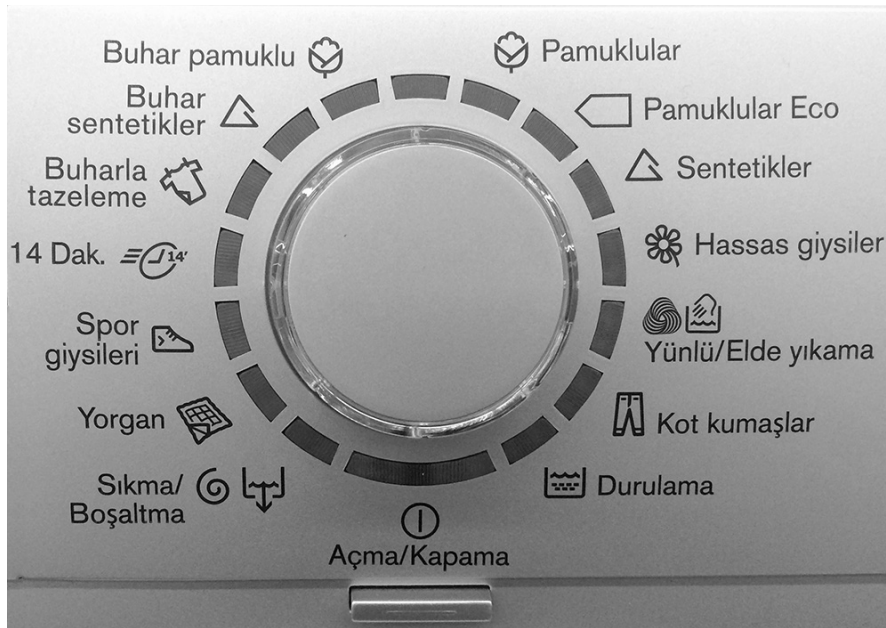 Buhar pamuklu
Buhar
sentetikler
Buharla
tazeleme
14 Dak.
14'
Spor
giysileri
Yorgan
Sıkma/
Boşaltma
Açma/Kapama
Pamuklular
Pamuklular Eco
Sentetikler
Hassas giysiler
Yünlü/Elde yıkama
Kot kumaşlar
Durulama